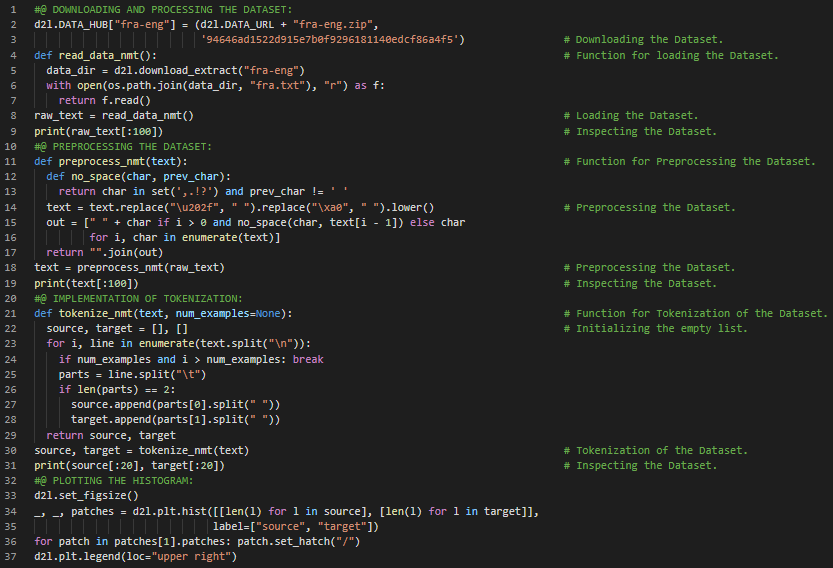 1 #@ DOWNLOADING AND PROCESSING THE DATASET:
2 d2l.DATA_HUB["fra-eng"] = (d2l.DATA_URL + "fra-eng.zip",
3 '94646ad1522d915e7b0f9296181140edcf86a4f5') # Downloading the Dataset.
4 def read_data_nmt(): # Function for loading the Dataset.
5 data_dir = d2l.download_extract("fra-eng")
6 with open(os.path.join(data_dir, "fra.txt"), "r") as f:
7 return f.read()
8 raw_text = read_data_nmt() # Loading the Dataset.
9 print(raw_text[:100]) # Inspecting the Dataset.
10 #@ PREPROCESSING THE DATASET:
11 def preprocess_nmt(text): # Function for Preprocessing the Dataset.
12 def no_space(char, prev_char):
13 return char in set(',.!?') and prev_char != ' '
14 text = text.replace("\u202f", " ").replace("\xa0", " ").lower() # Preprocessing the Dataset.
15 out = [" " + char if i > 0 and no_space(char, text[i - 1]) else char
16 for i, char in enumerate(text)]
17 return "".join(out)
18 text = preprocess_nmt(raw_text) # Preprocessing the Dataset.
19 print(text[:100]) # Inspecting the Dataset.
20 #@ IMPLEMENTATION OF TOKENIZATION:
21 def tokenize_nmt(text, num_examples=None): # Function for Tokenization of the Dataset.
22 source, target = [], [] # Initializing the empty list.
23 for i, line in enumerate(text.split("\n")):
24 if num_examples and i > num_examples: break
25 parts = line.split("\t")
26 if len(parts) == 2:
27 source.append(parts[0].split(" "))
28 target.append(parts[1].split(" "))
29 return source, target
30 source, target = tokenize_nmt(text) # Tokenization of the Dataset.
31 print(source[:20], target[:20]) # Inspecting the Dataset.
32 #@ PLOTTING THE HISTOGRAM:
33 d2l.set_figsize()
34 _, _, patches = d2l.plt.hist([[len(l) for l in source], [len(l) for l in target]],
35 label=["source", "target"])
36 for patch in patches[1].patches: patch.set_hatch("/")
37 d2l.plt.legend(loc="upper right")